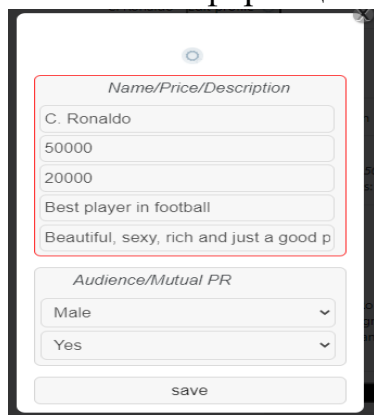 Name/Price/Description
C. Ronaldo
50000
20000
Best player in football
Beautiful, sexy, rich and just a good p
Audience/Mutual PR
Male
Yes
save